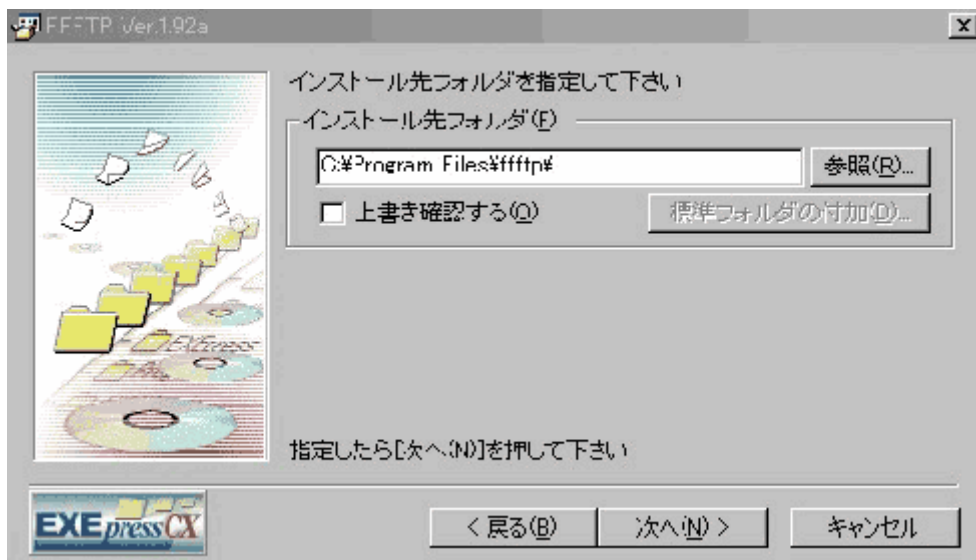 FFFTP Ver.1.92a
インストール先フォルダを指定して下さい
インストール先フォルダ(F)
C:¥Program Files¥ffftp¥
参照(R)...
上書き確認する(O)
標準フォルダの付加(D)...
EXEpress
指定したら[次へ(N)]を押して下さい
EXEpressCX
< 戻る(B)
次へ(N) >
キャンセル